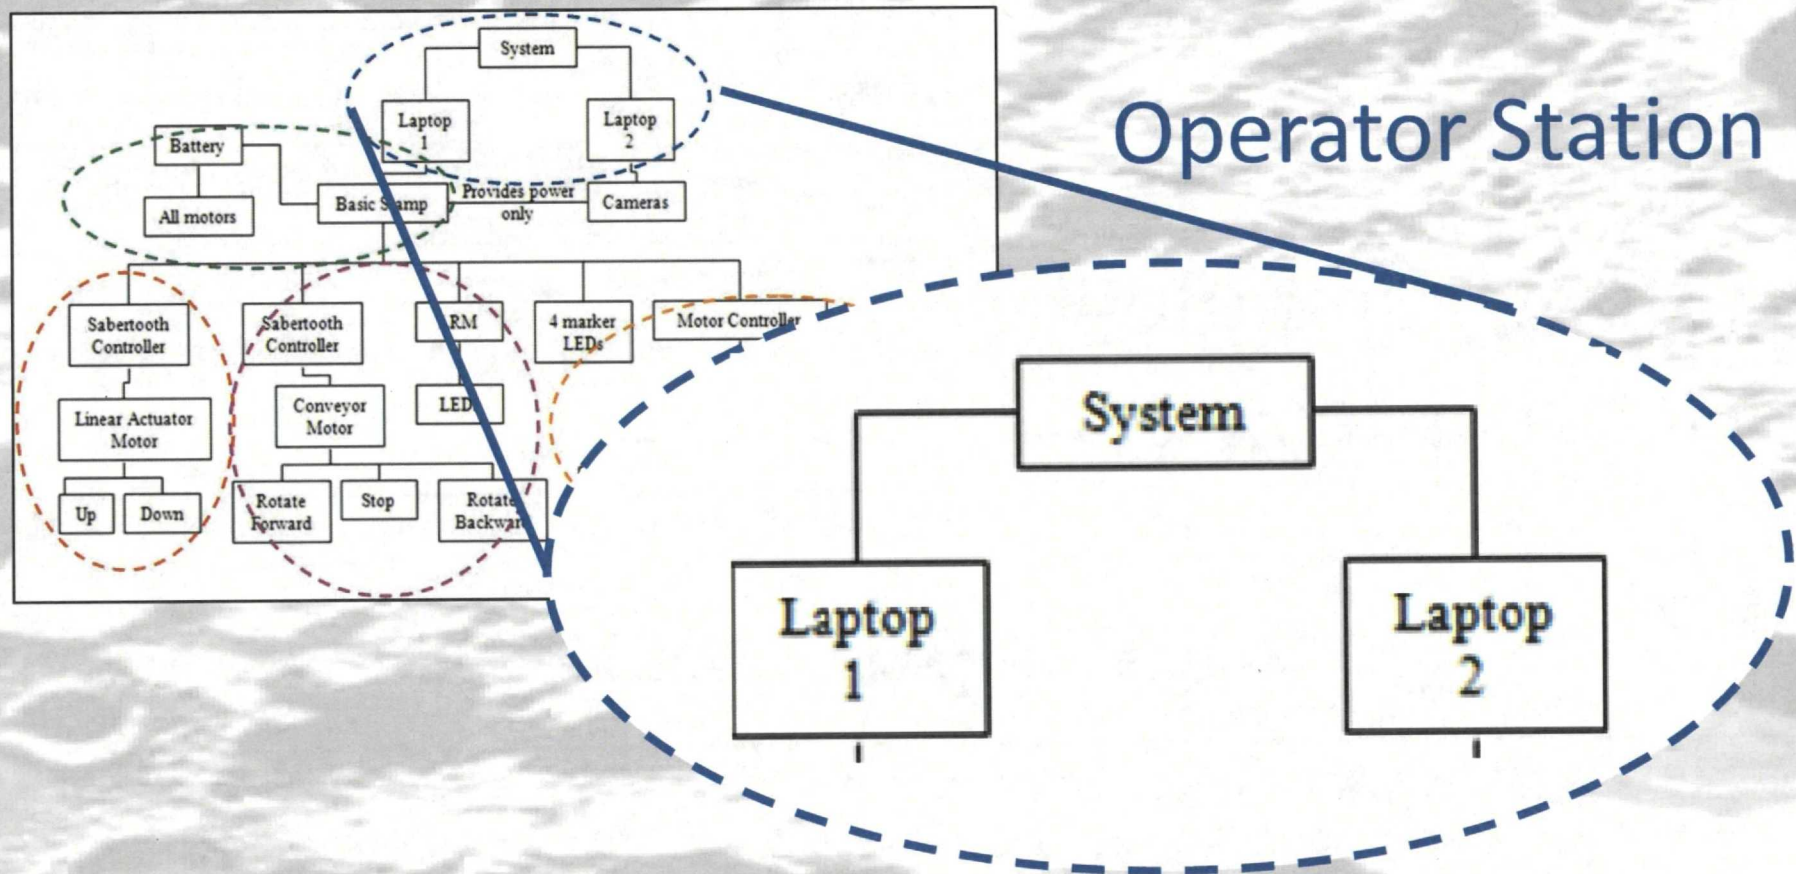 Operator Station
System
Laptop
1
Laptop
2
Battery
All motors
Basic Stamp
Provides power
only
Cameras
Sabertooth
Controller
Sabertooth
Controller
RM
4 marker
LEDs
Motor Controller
Linear Actuator
Motor
Conveyor
Motor
LED
Up
Down
Rotate
Forward
Stop
Rotate
Backward
System
Laptop
1
Laptop
2